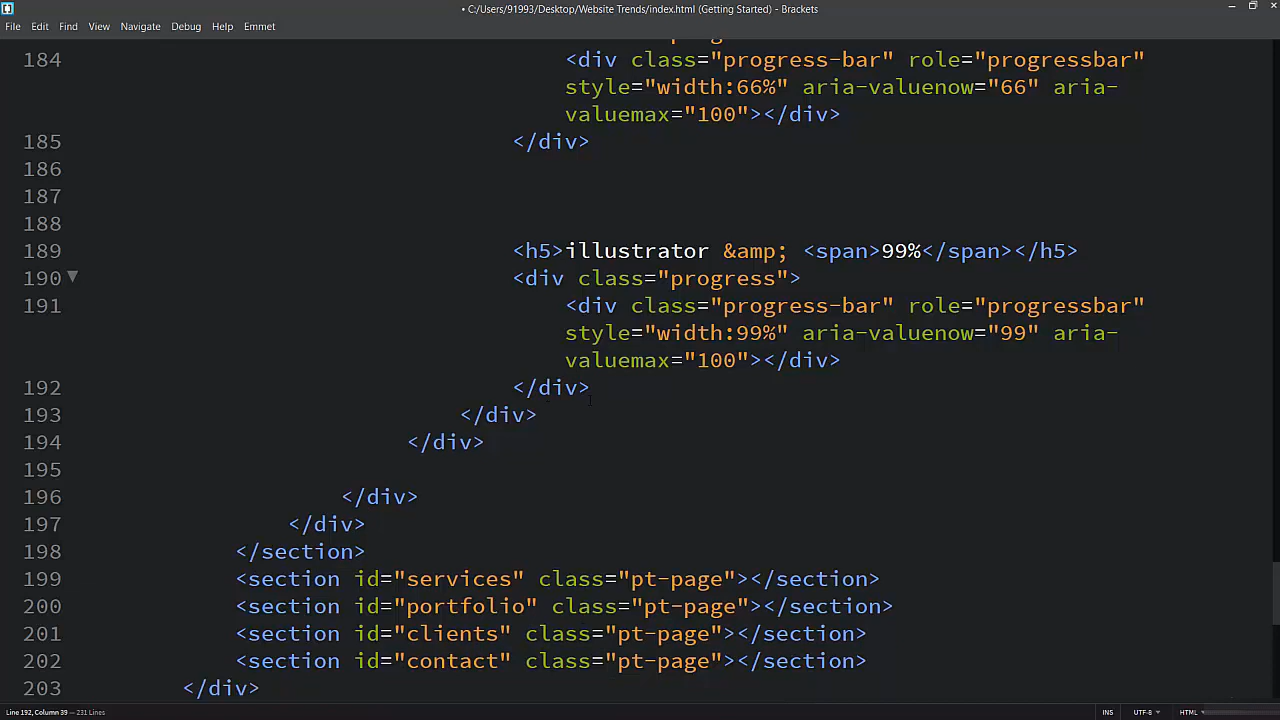 • C:/Users/91993/Desktop/Website Trends/index.html (Getting Started) - Brackets
File Edit Find View Navigate Debug Help Emmet
184 <div class="progress-bar" role="progressbar"
style="width:66%" aria-valuenow="66" aria-
valuemax="100"></div>
185 </div>
186
187
188
189 <h5>illustrator &amp; <span>99%</span></h5>
190 <div class="progress">
191 <div class="progress-bar" role="progressbar"
style="width:99%" aria-valuenow="99" aria-
valuemax="100"></div>
192 </div>
193 </div>
194 </div>
195
196 </div>
197 </div>
198 </section>
199 <section id="services" class="pt-page"></section>
200 <section id="portfolio" class="pt-page"></section>
201 <section id="clients" class="pt-page"></section>
202 <section id="contact" class="pt-page"></section>
203 </div>
Line 192, Column 39 — 231 Lines INS UTF-8 HTML